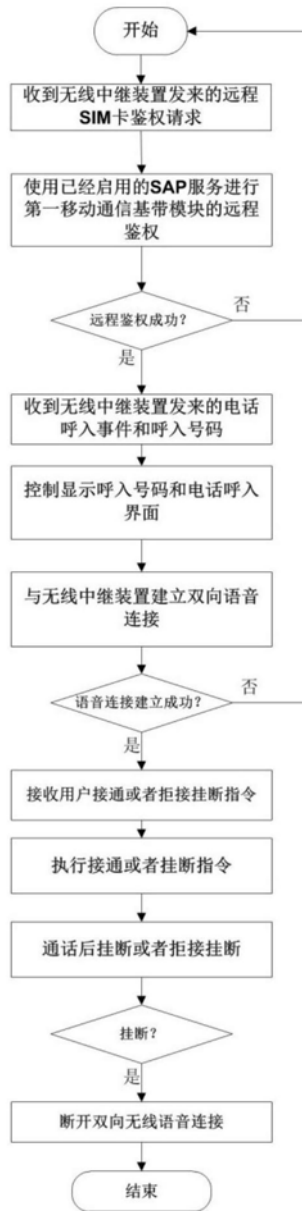 开始
收到无线中继装置发来的远程
SIM卡鉴权请求
使用已经启用的SAP服务进行
第一移动通信基带模块的远程
鉴权
远程鉴权成功？
否
是
收到无线中继装置发来的电话
呼入事件和呼入号码
控制显示呼入号码和电话呼入
界面
与无线中继装置建立双向语音
连接
语音连接建立成功？
否
是
接收用户接通或者拒接挂断指令
执行接通或者挂断指令
通话后挂断或者拒接挂断
挂断？
是
断开双向无线语音连接
结束